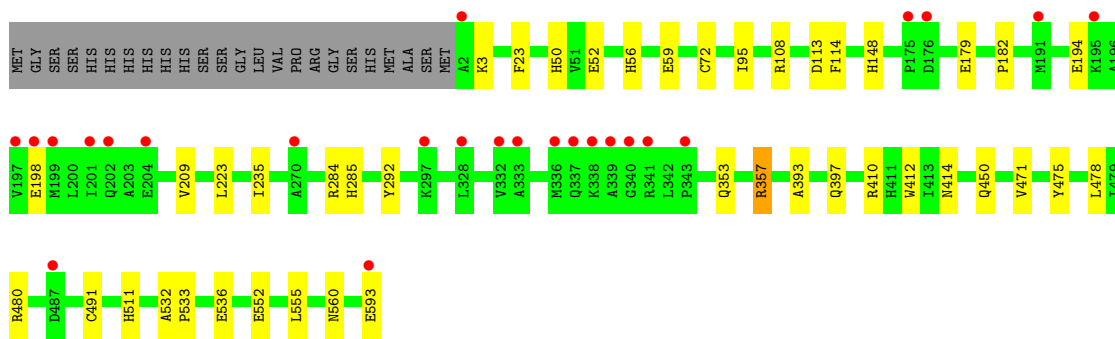 MET GLY SER SER HIS HIS HIS HIS HIS HIS SER SER GLY LEU VAL PRO ARG GLY SER HIS MET ALA SER MET A2 K3 F23 H50 V51 E52 H56 E59 C72 I95 R108 D113 F114 H148 P175 D176 E179 P182 M191 E194 K195 A196
V197 E198 M199 L200 I201 Q202 A203 E204 V209 L223 I235 A270 R284 H285 Y292 K297 L328 V332 A333 M336 Q337 K338 A339 G340 R341 L342 P343 Q353 R357 A393 Q397 R410 H411 W412 I413 N414 Q450 V471 Y475 L478 I479
R480 D487 C491 H511 A532 P533 E536 E552 L555 N560 E593